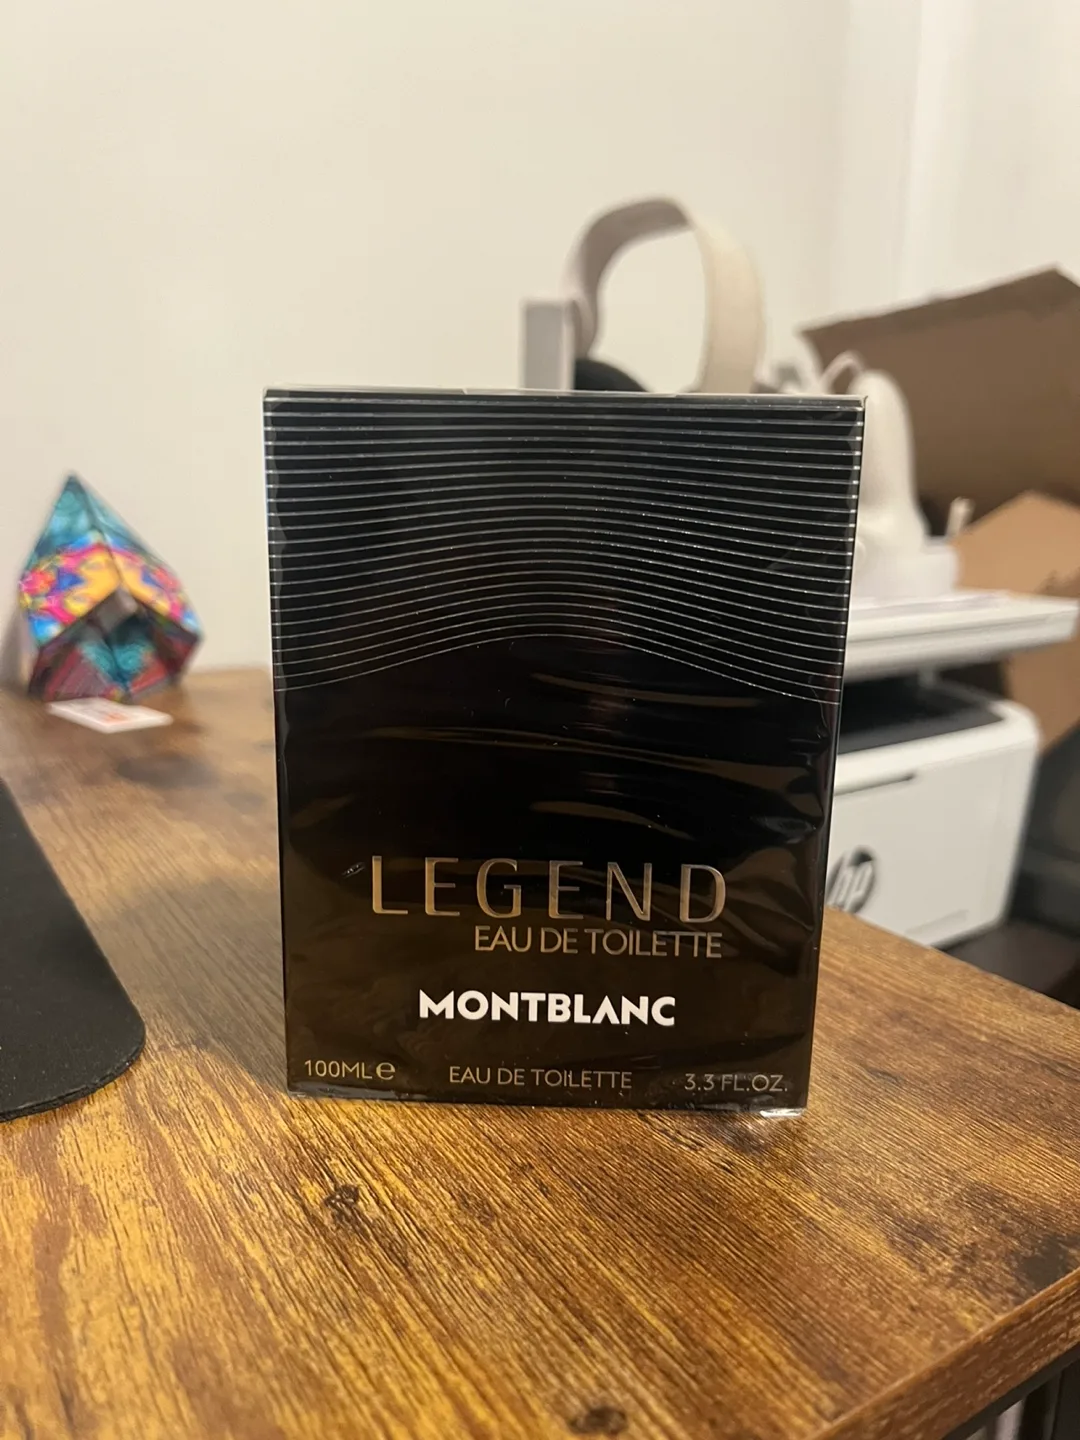 LEGEND
EAU DE TOILETTE
MONTBLANC
100ML℮ EAU DE TOILETTE 3.3 FL.OZ.
hp